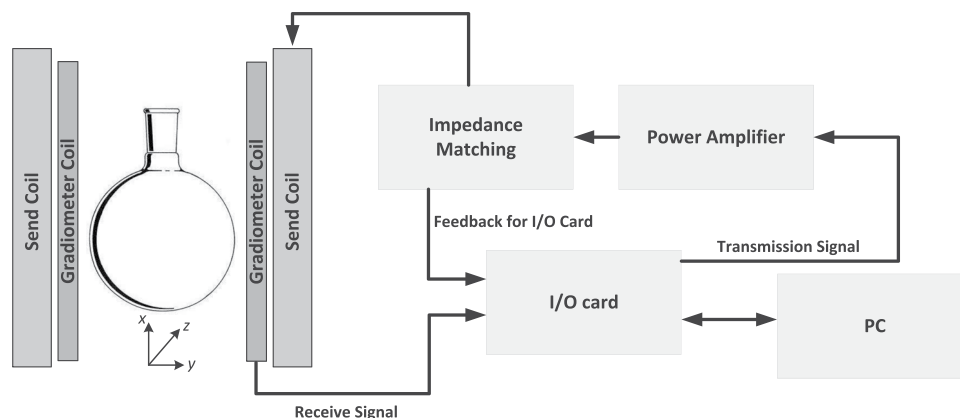 Send Coil
Gradiometer Coil
Gradiometer Coil
Send Coil
x
z
y
Impedance
Matching
Power Amplifier
Feedback for I/O Card
Transmission Signal
I/O card
PC
Receive Signal